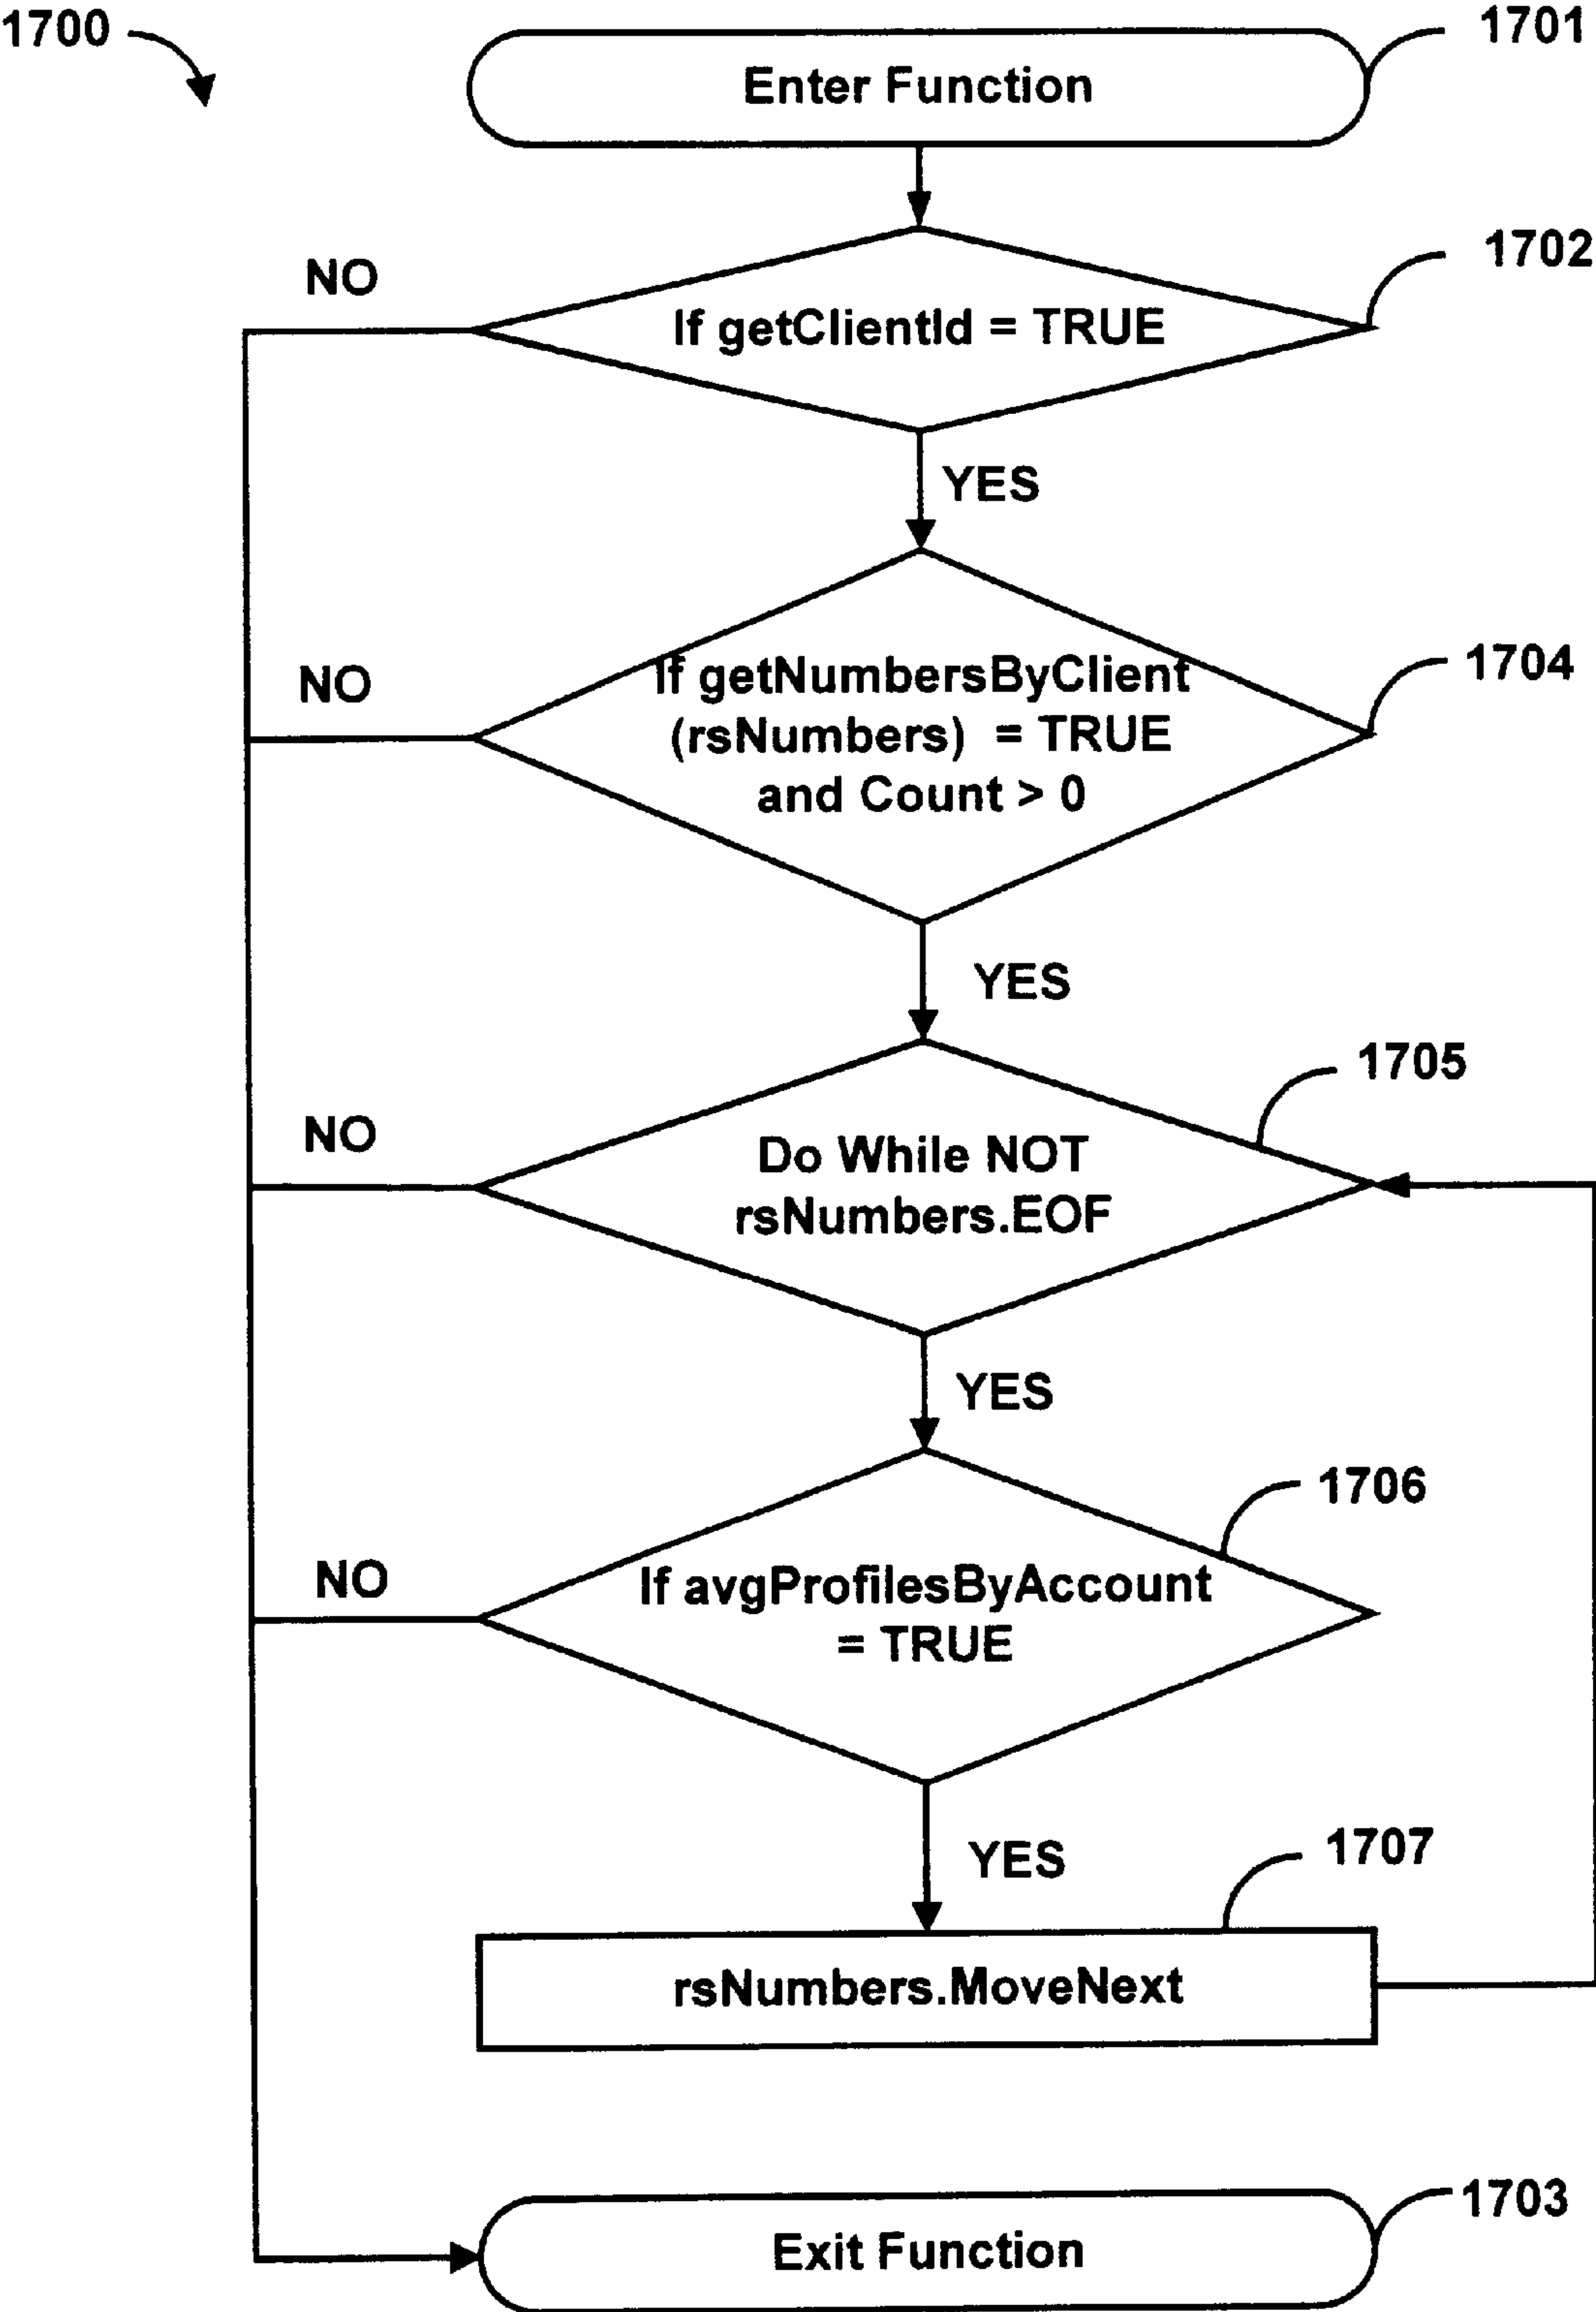 1700
1701
Enter Function
1702
NO
If getClientId = TRUE
YES
1704
NO
If getNumbersByClient
(rsNumbers) = TRUE
and Count > 0
YES
1705
NO
Do While NOT
rsNumbers.EOF
YES
1706
NO
If avgProfilesByAccount
= TRUE
YES
1707
rsNumbers.MoveNext
1703
Exit Function